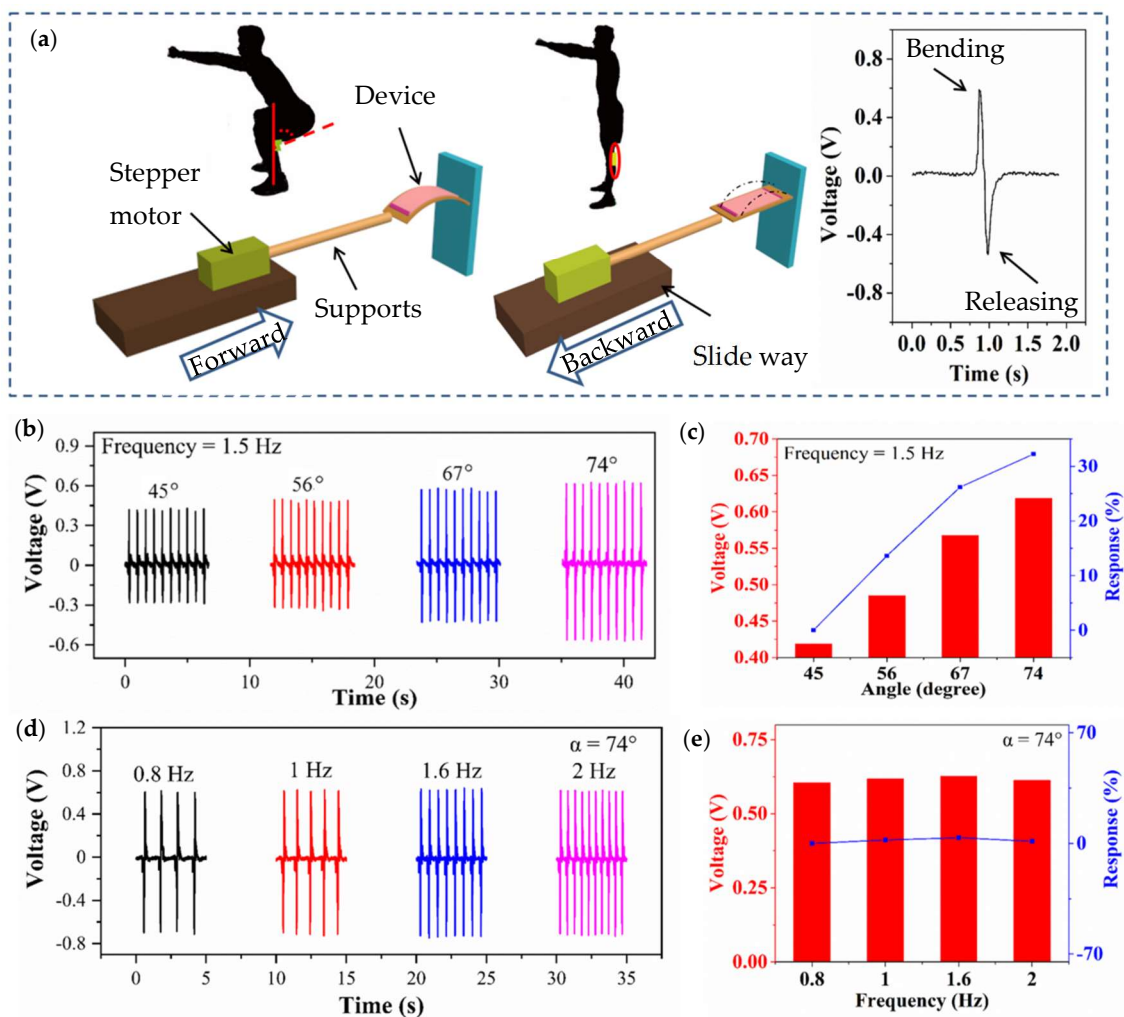 (a)
Device
Stepper
motor
Supports
Forward
Backward
Slide way
Bending
Releasing
Voltage (V)
0.8
0.4
0.0
-0.4
-0.8
0.0 0.5 1.0 1.5 2.0
Time (s)
(b)
Frequency = 1.5 Hz
45° 56° 67° 74°
Voltage (V)
0.9
0.6
0.3
0
-0.3
-0.6
0 10 20 30 40
Time (s)
(c)
Frequency = 1.5 Hz
Voltage (V)
0.70
0.65
0.60
0.55
0.50
0.45
0.40
45 56 67 74
Angle (degree)
30
20
10
0
Response (%)
(d)
α = 74°
0.8 Hz 1 Hz 1.6 Hz 2 Hz
Voltage (V)
1.2
0.8
0.4
0
-0.4
-0.8
0 5 10 15 20 25 30 35
Time (s)
(e)
α = 74°
Voltage (V)
0.75
0.50
0.25
0.00
0.8 1 1.6 2
Frequency (Hz)
70
0
-70
Response (%)